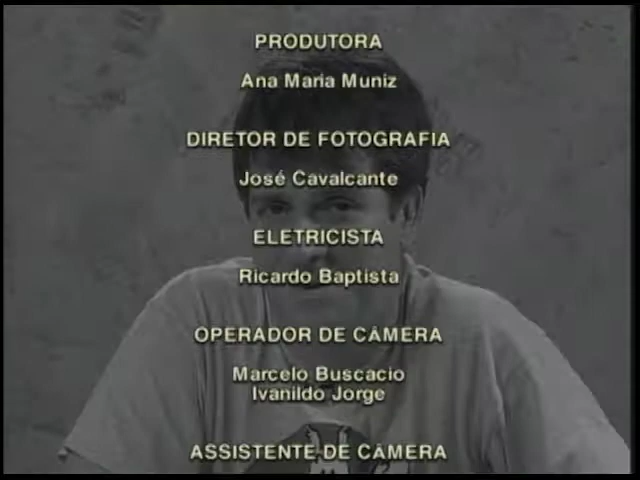 PRODUTORA
Ana Maria Muniz
DIRETOR DE FOTOGRAFIA
José Cavalcante
ELETRICISTA
Ricardo Baptista
OPERADOR DE CÂMERA
Marcelo Buscacio
Ivanildo Jorge
ASSISTENTE DE CÂMERA